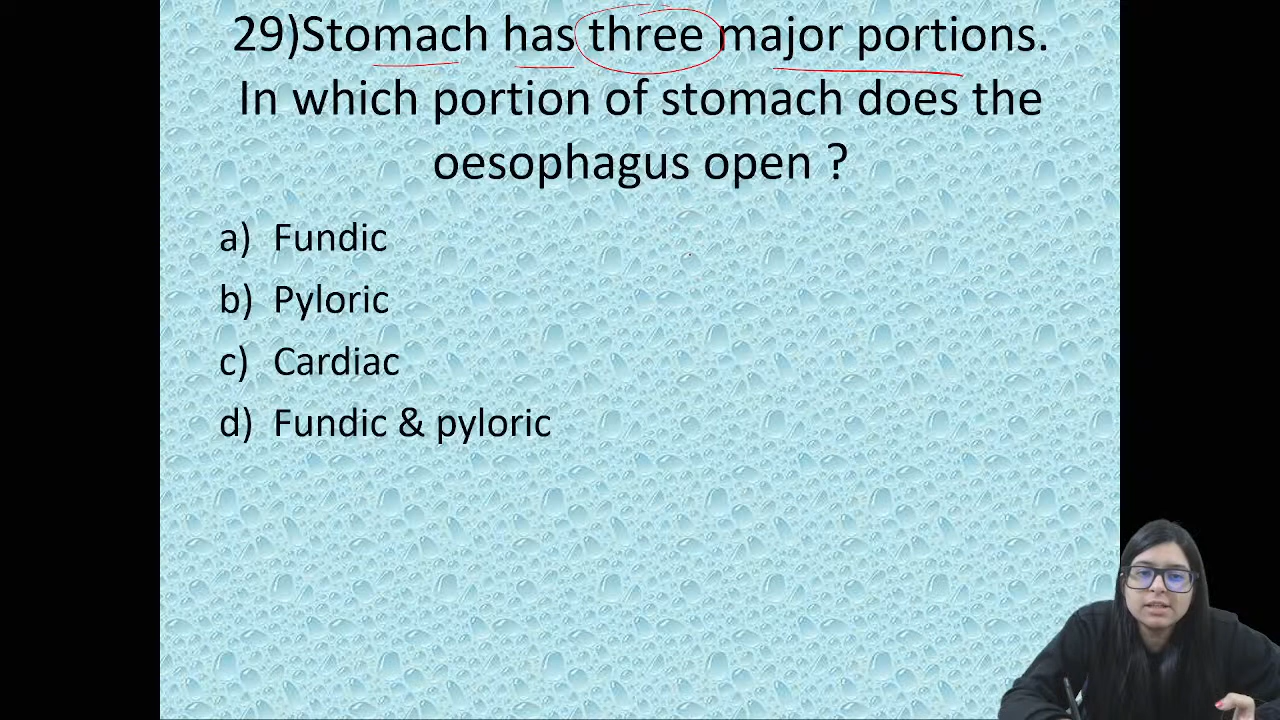 29)Stomach has three major portions.
In which portion of stomach does the
oesophagus open ?
a) Fundic
b) Pyloric
c) Cardiac
d) Fundic & pyloric